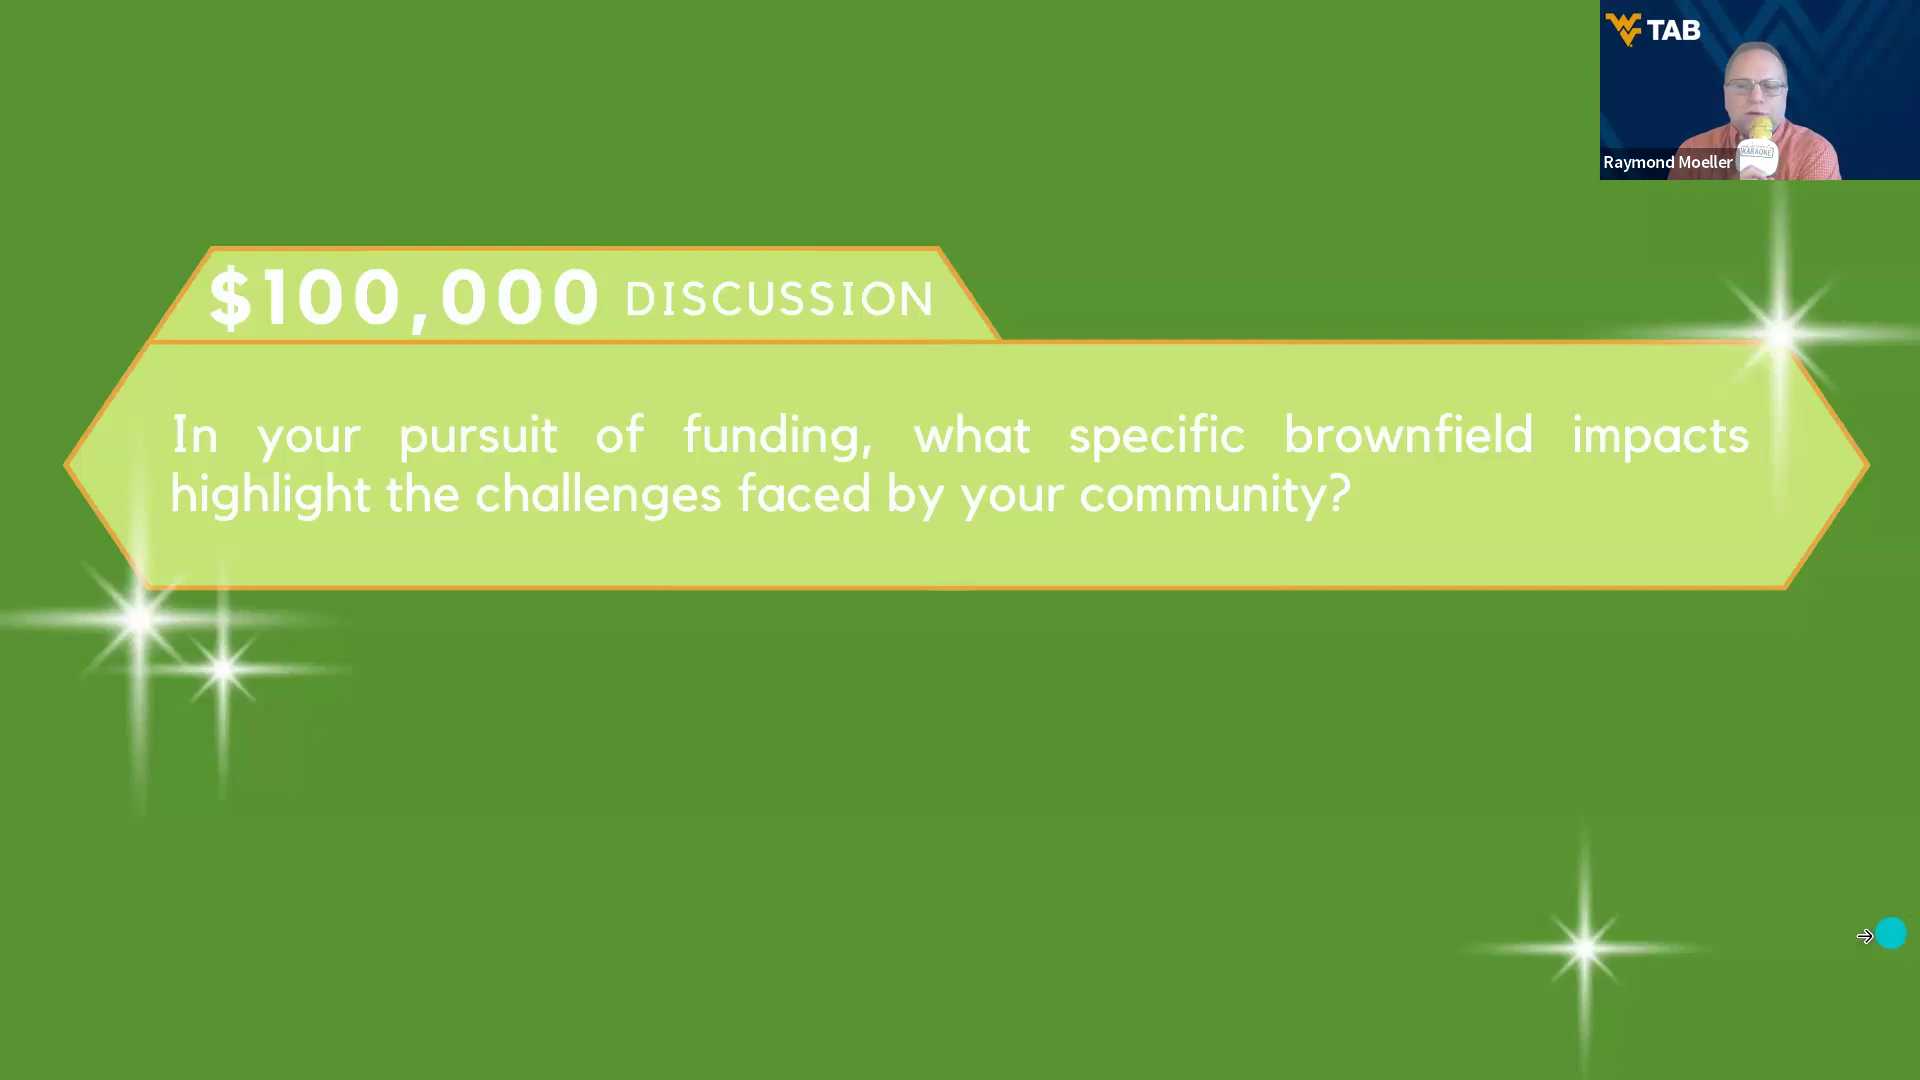 TAB
Raymond Moeller
KARAOKE
$100,000 DISCUSSION
In your pursuit of funding, what specific brownfield impacts
highlight the challenges faced by your community?